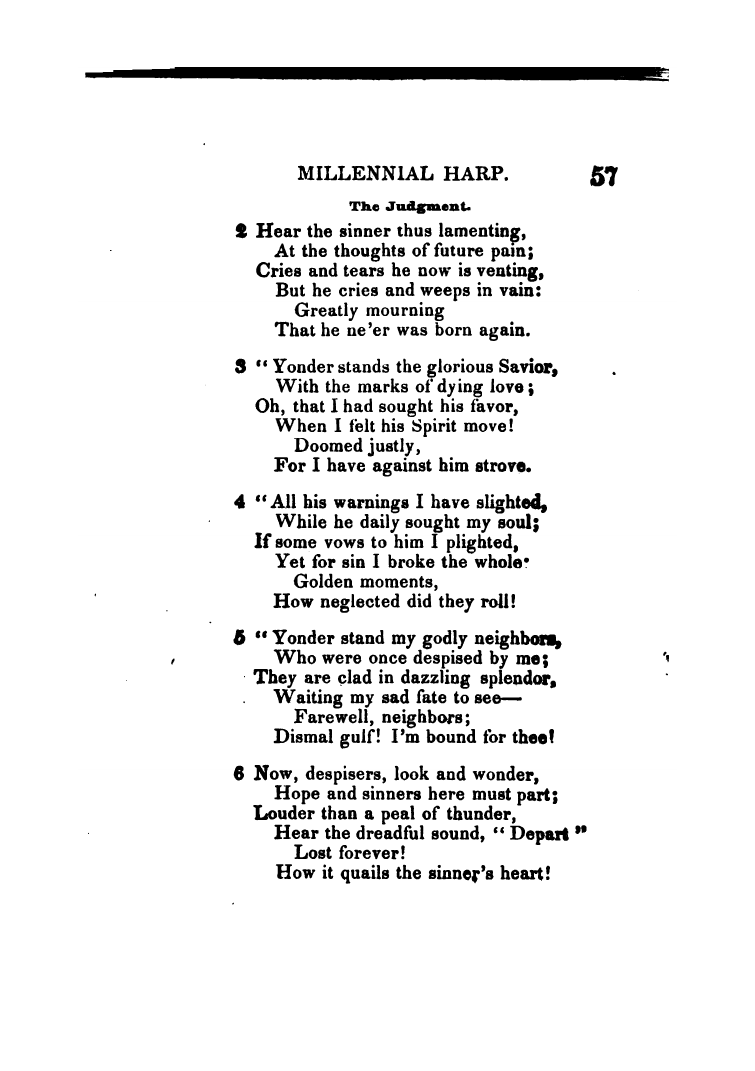 MILLENNIAL HARP. 57
The Judgment.
2 Hear the sinner thus lamenting,
At the thoughts of future pain;
Cries and tears he now is venting,
But he cries and weeps in vain:
Greatly mourning
That he ne'er was born again.
3 "Yonder stands the glorious Savior,
With the marks of dying love;
Oh, that I had sought his favor,
When I felt his Spirit move!
Doomed justly,
For I have against him strove.
4 "All his warnings I have slighted,
While he daily sought my soul;
If some vows to him I plighted,
Yet for sin I broke the whole:
Golden moments,
How neglected did they roll!
5 "Yonder stand my godly neighbors,
Who were once despised by me;
They are clad in dazzling splendor,
Waiting my sad fate to see—
Farewell, neighbors;
Dismal gulf! I'm bound for thee!
6 Now, despisers, look and wonder,
Hope and sinners here must part;
Louder than a peal of thunder,
Hear the dreadful sound, "Depart"
Lost forever!
How it quails the sinner's heart!